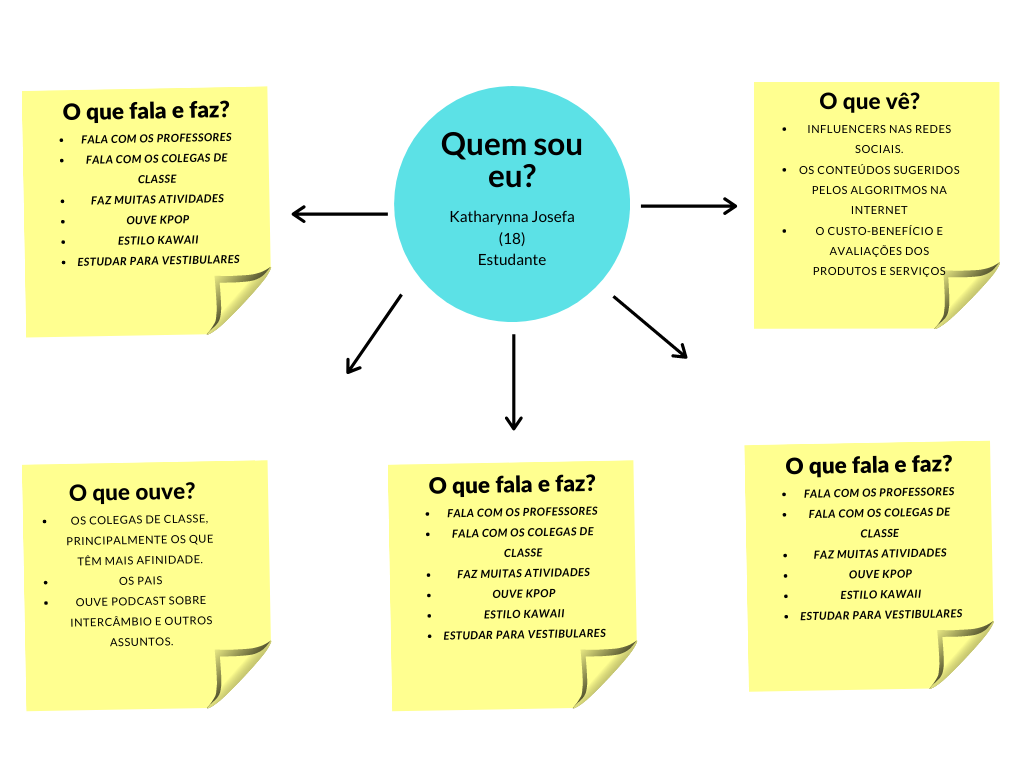 Quem sou
eu?
Katharynna Josefa
(18)
Estudante
O que fala e faz?
• FALA COM OS PROFESSORES
• FALA COM OS COLEGAS DE
CLASSE
• FAZ MUITAS ATIVIDADES
• OUVE KPOP
• ESTILO KAWAII
• ESTUDAR PARA VESTIBULARES
O que vê?
• INFLUENCERS NAS REDES
SOCIAIS.
• OS CONTEÚDOS SUGERIDOS
PELOS ALGORITMOS NA
INTERNET
• O CUSTO-BENEFÍCIO E
AVALIAÇÕES DOS
PRODUTOS E SERVIÇOS
O que ouve?
• OS COLEGAS DE CLASSE,
PRINCIPALMENTE OS QUE
TÊM MAIS AFINIDADE.
• OS PAIS
• OUVE PODCAST SOBRE
INTERCÂMBIO E OUTROS
ASSUNTOS.
O que fala e faz?
• FALA COM OS PROFESSORES
• FALA COM OS COLEGAS DE
CLASSE
• FAZ MUITAS ATIVIDADES
• OUVE KPOP
• ESTILO KAWAII
• ESTUDAR PARA VESTIBULARES
O que fala e faz?
• FALA COM OS PROFESSORES
• FALA COM OS COLEGAS DE
CLASSE
• FAZ MUITAS ATIVIDADES
• OUVE KPOP
• ESTILO KAWAII
• ESTUDAR PARA VESTIBULARES